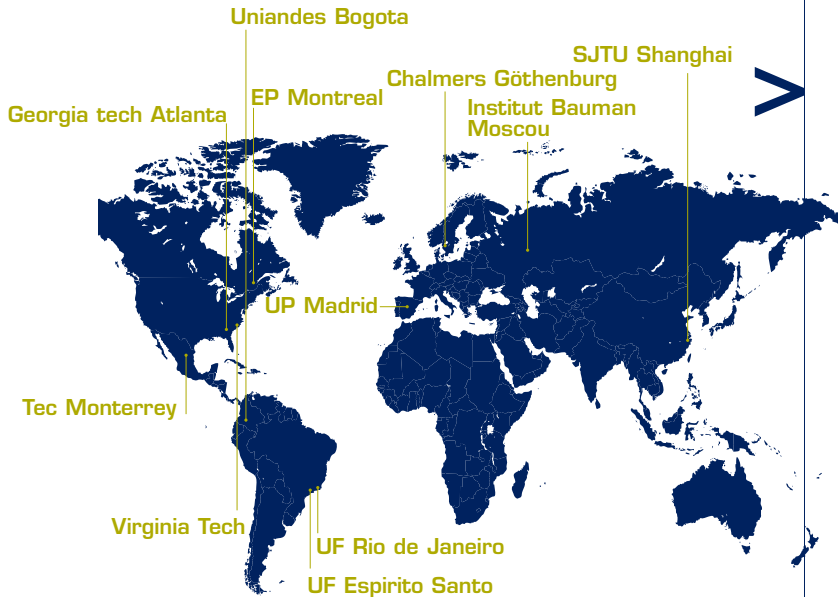 Uniandes Bogota
SJTU Shanghai
Chalmers Göthenburg
EP Montreal
Institut Bauman
Moscou
Georgia tech Atlanta
UP Madrid
Tec Monterrey
Virginia Tech
UF Rio de Janeiro
UF Espirito Santo
>